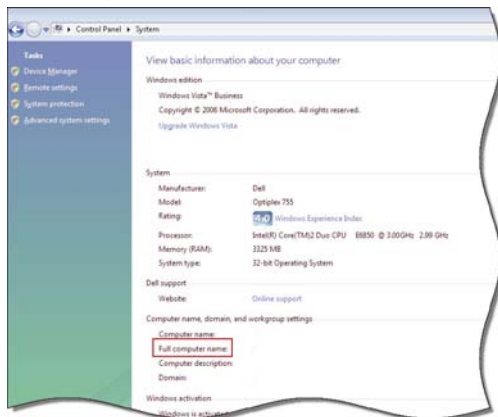 Control Panel ▸ System
Tasks
Device Manager
Remote settings
System protection
Advanced system settings
View basic information about your computer
Windows edition
Windows Vista™ Business
Copyright © 2006 Microsoft Corporation. All rights reserved.
Upgrade Windows Vista
System
Manufacturer: Dell
Model: Optiplex 755
Rating: Windows Experience Index
Processor: Intel(R) Core(TM)2 Duo CPU E6850 @ 3.00GHz 2.99 GHz
Memory (RAM): 3325 MB
System type: 32-bit Operating System
Dell support
Website: Online support
Computer name, domain, and workgroup settings
Computer name:
Full computer name:
Computer description:
Domain:
Windows activation
Windows is activated